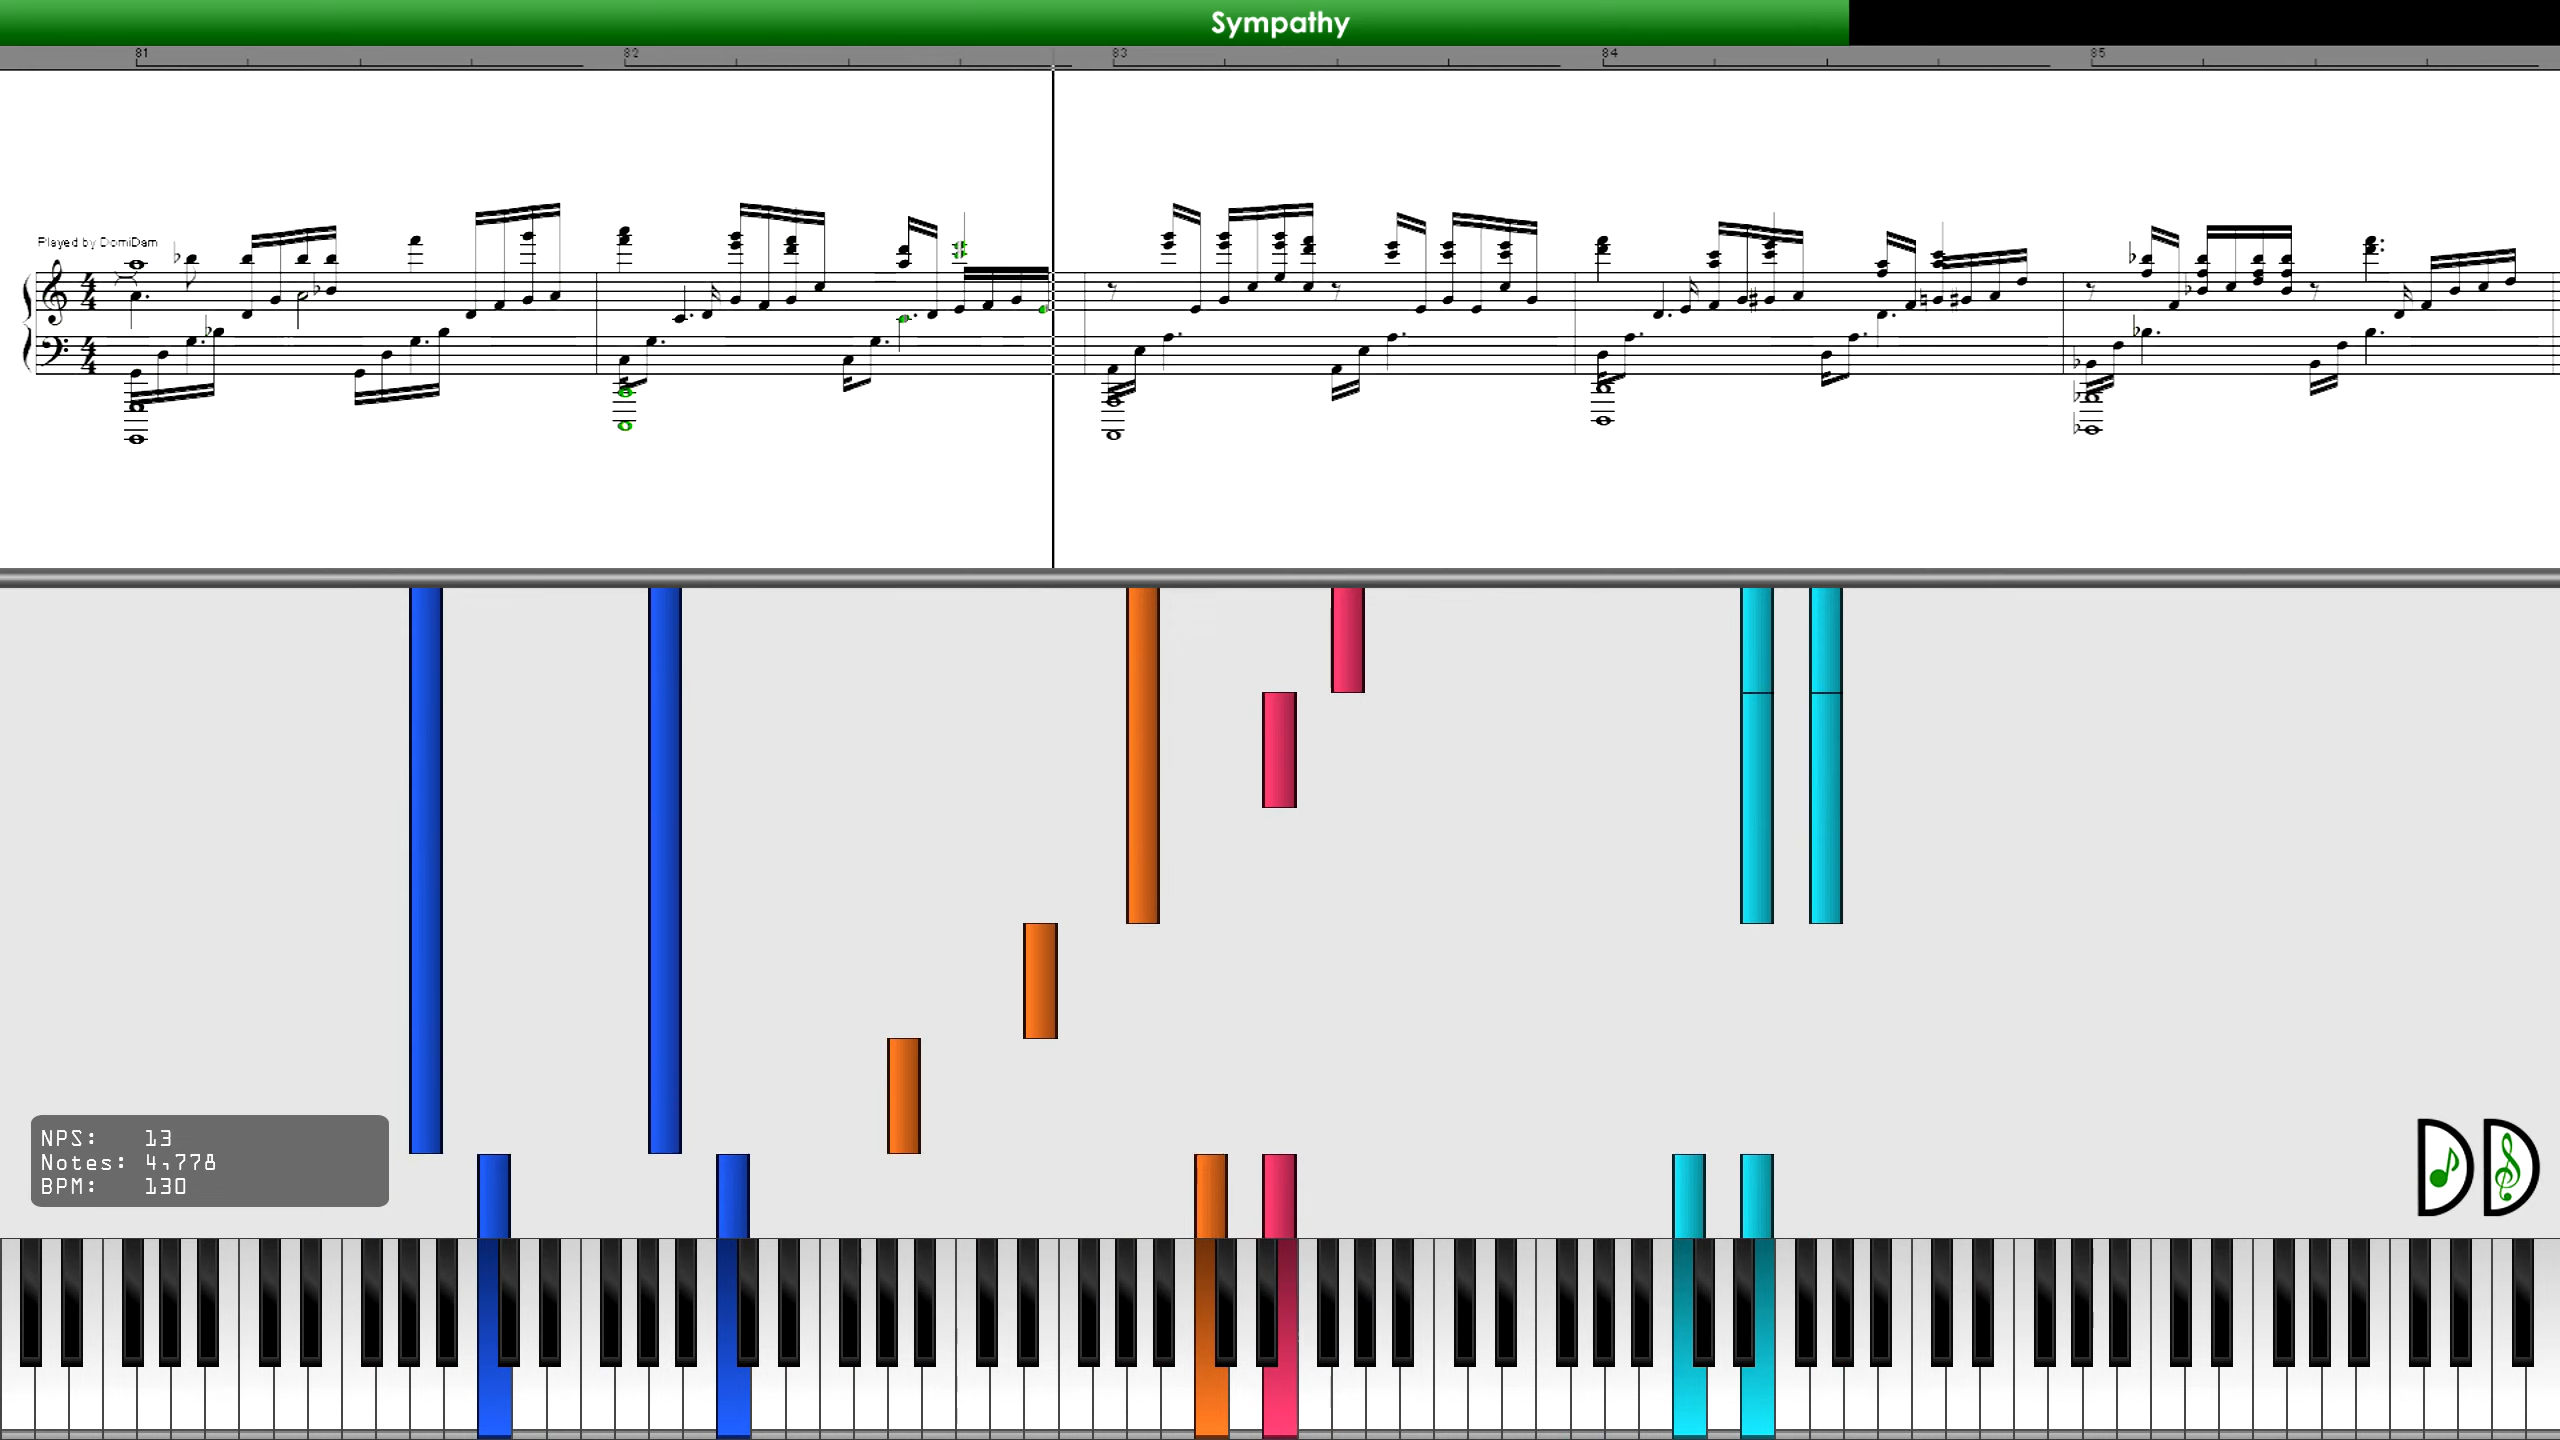 Sympathy
81 82 83 84 85
Played by DomiDam
NPS: 13
Notes: 4,778
BPM: 130